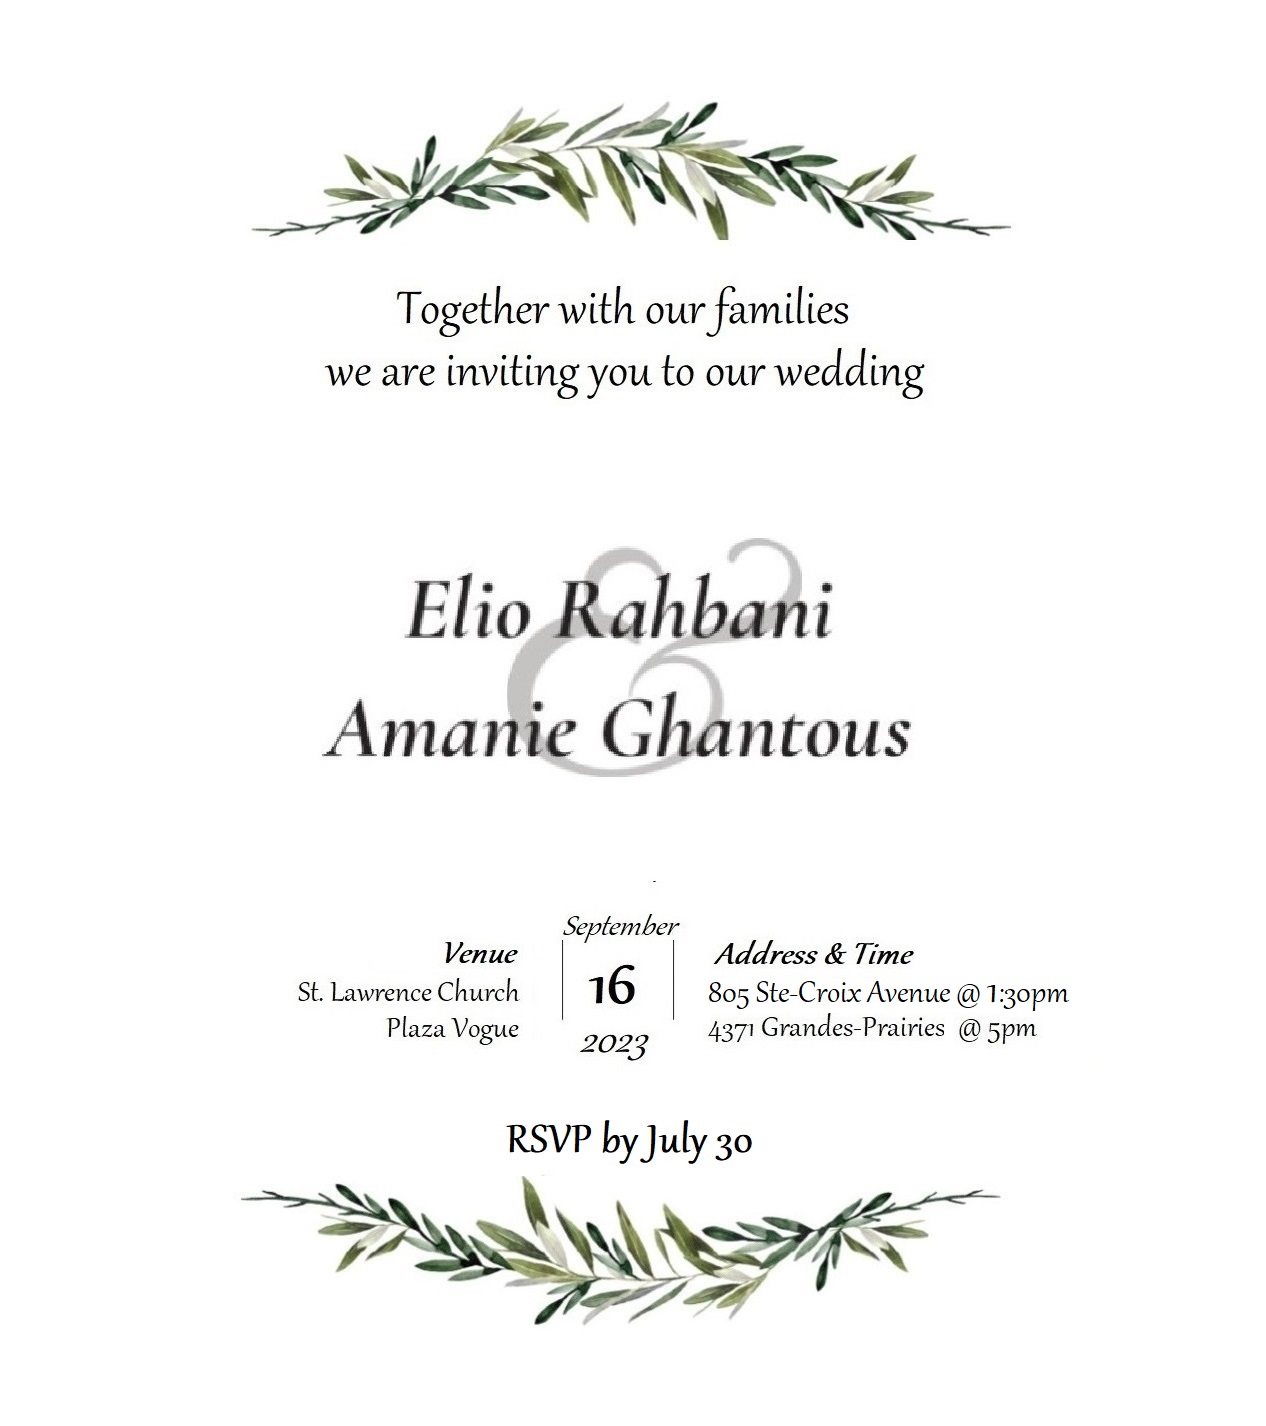 Together with our families
we are inviting you to our wedding
&
Elio Rahbani
Amanie Ghantous
September
16
2023
Venue
St. Lawrence Church
Plaza Vogue
Address & Time
805 Ste-Croix Avenue @ 1:30pm
4371 Grandes-Prairies @ 5pm
RSVP by July 30